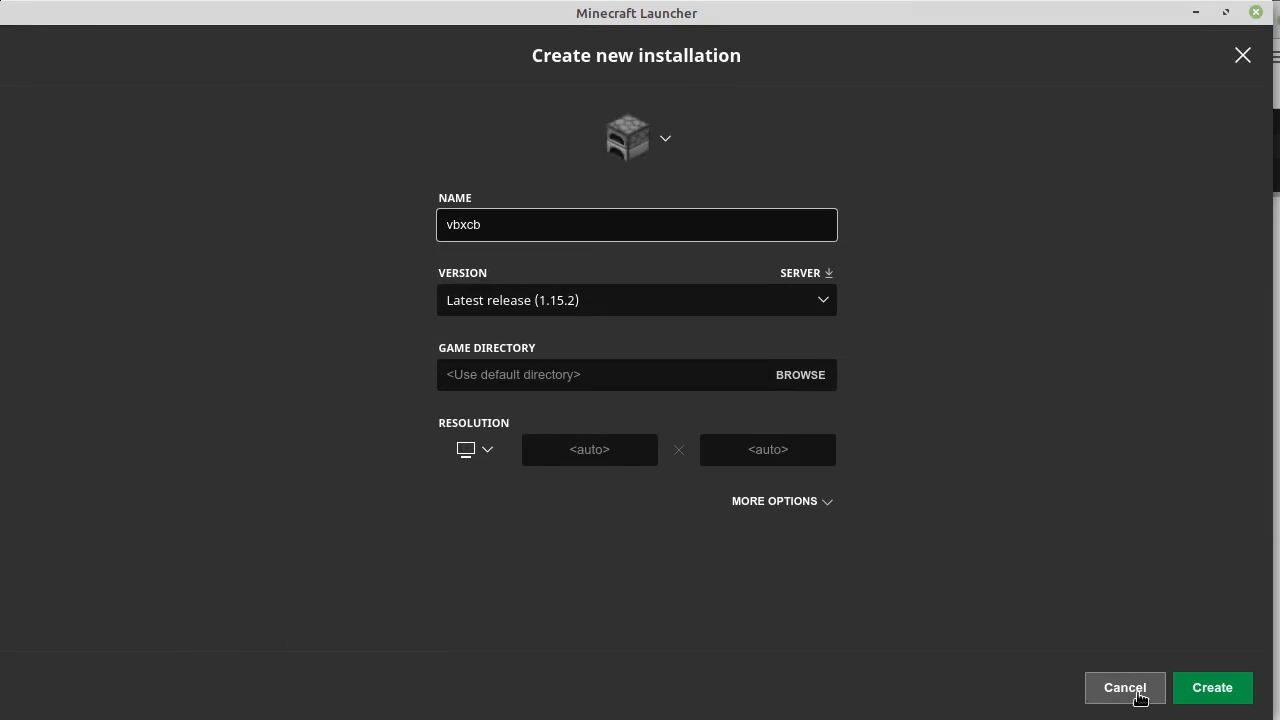 Minecraft Launcher
Create new installation
NAME
vbxcb
VERSION
SERVER
Latest release (1.15.2)
GAME DIRECTORY
<Use default directory>
BROWSE
RESOLUTION
<auto>
<auto>
MORE OPTIONS
Cancel
Create